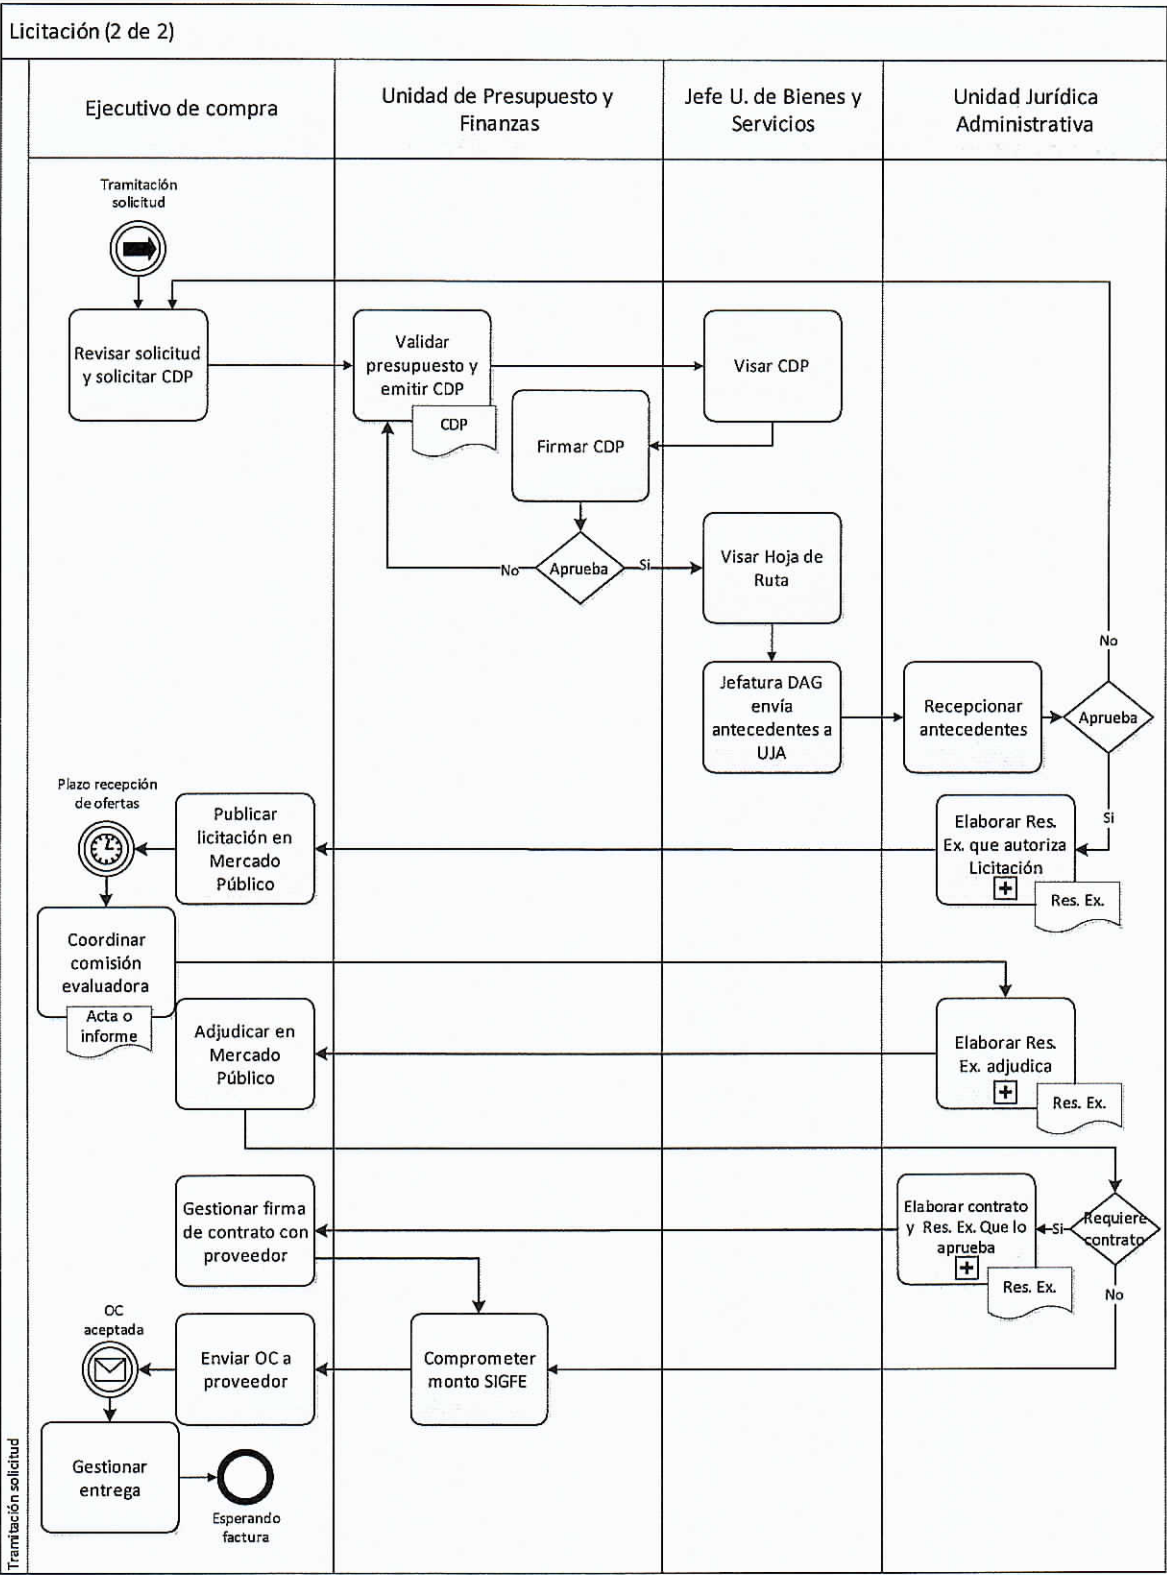 Licitación (2 de 2)
Ejecutivo de compra
Unidad de Presupuesto y
Finanzas
Jefe U. de Bienes y
Servicios
Unidad Jurídica
Administrativa
Tramitación
solicitud
Revisar solicitud
y solicitar CDP
Validar
presupuesto y
emitir CDP
CDP
Visar CDP
Firmar CDP
Aprueba
No
Si
Visar Hoja de
Ruta
Jefatura DAG
envía
antecedentes a
UJA
Recepcionar
antecedentes
Aprueba
No
Si
Elaborar Res.
Ex. que autoriza
Licitación
Res. Ex.
Publicar
licitación en
Mercado
Público
Plazo recepción
de ofertas
Coordinar
comisión
evaluadora
Acta o
informe
Elaborar Res.
Ex. adjudica
Res. Ex.
Adjudicar en
Mercado
Público
Requiere
contrato
Si
No
Elaborar contrato
y Res. Ex. Que lo
aprueba
Res. Ex.
Gestionar firma
de contrato con
proveedor
Comprometer
monto SIGFE
Enviar OC a
proveedor
OC
aceptada
Gestionar
entrega
Esperando
factura
Tramitación solicitud